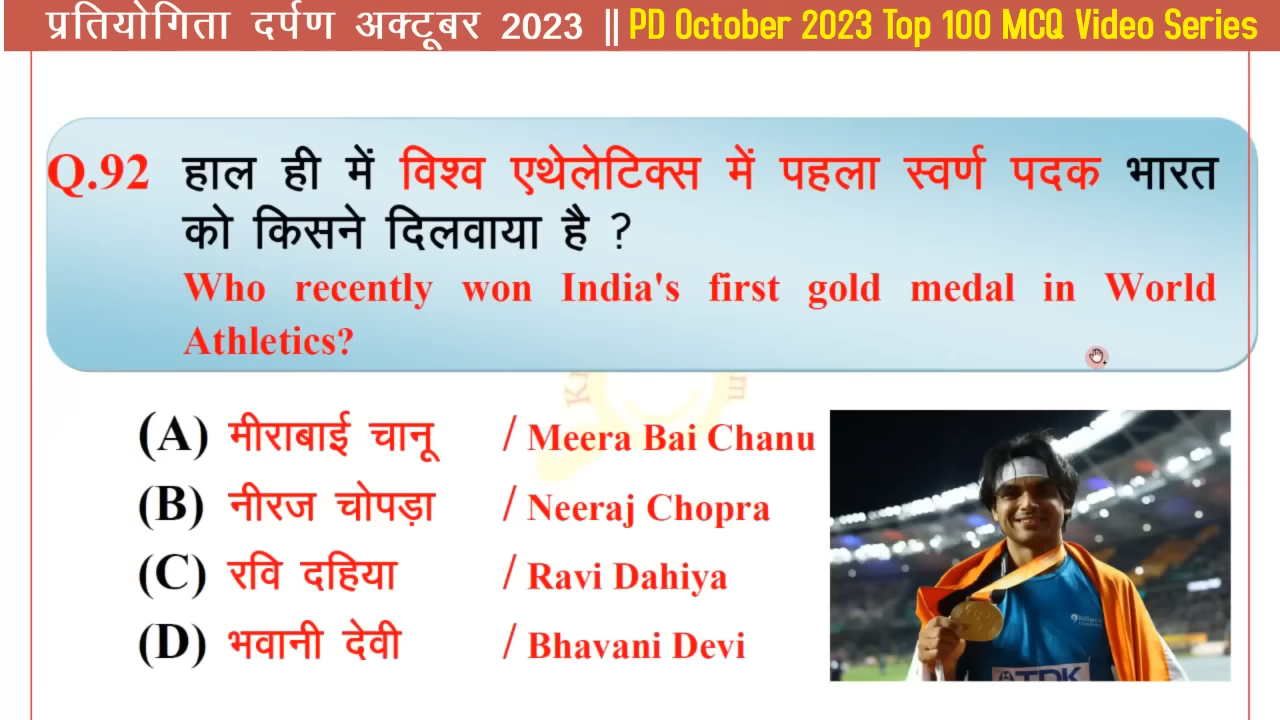 प्रतियोगिता दर्पण अक्टूबर 2023 || PD October 2023 Top 100 MCQ Video Series
Q.92 हाल ही में विश्व एथेलेटिक्स में पहला स्वर्ण पदक भारत
को किसने दिलवाया है ?
Who recently won India's first gold medal in World
Athletics?
(A) मीराबाई चानू / Meera Bai Chanu
(B) नीरज चोपड़ा / Neeraj Chopra
(C) रवि दहिया / Ravi Dahiya
(D) भवानी देवी / Bhavani Devi
TDK